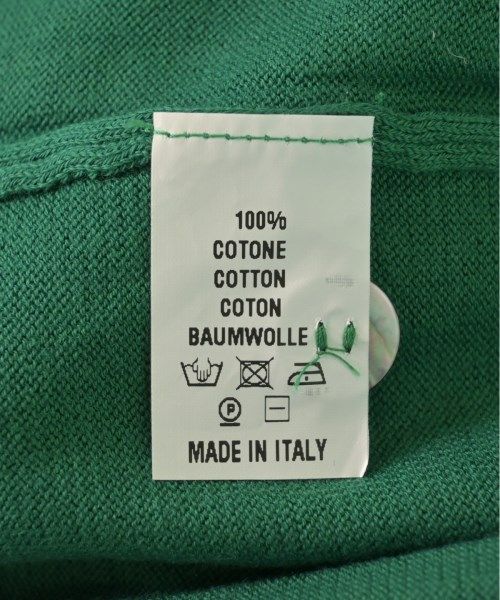 100%
COTONE
COTTON
COTON
BAUMWOLLE
P
MADE IN ITALY